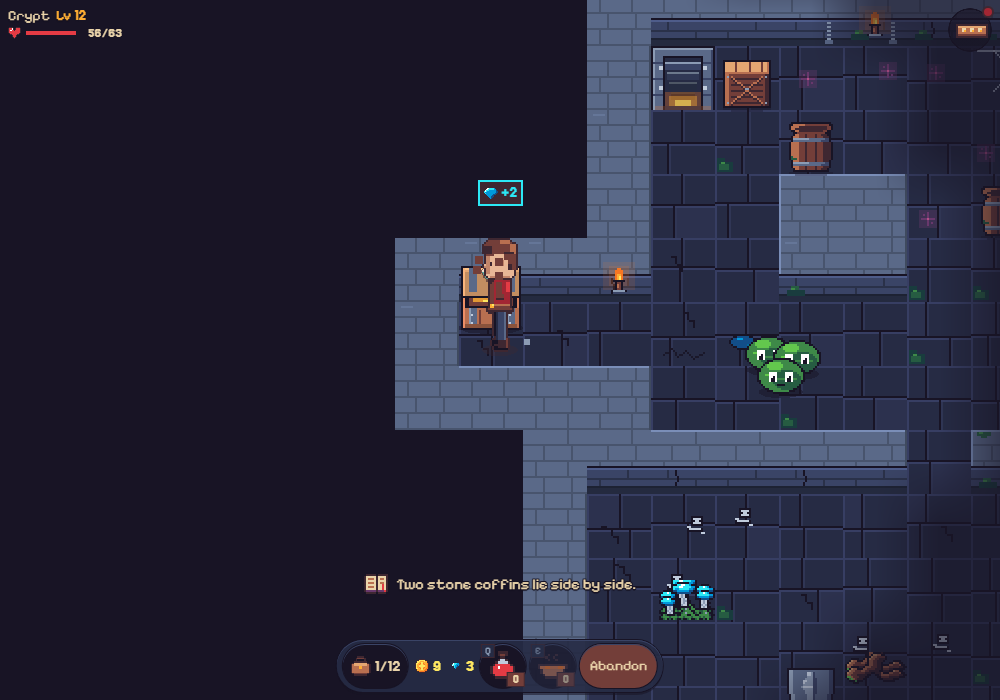 Crypt Lv 12
56/63
+2
Two stone coffins lie side by side.
1/12
9
3
Q
0
E
0
Abandon